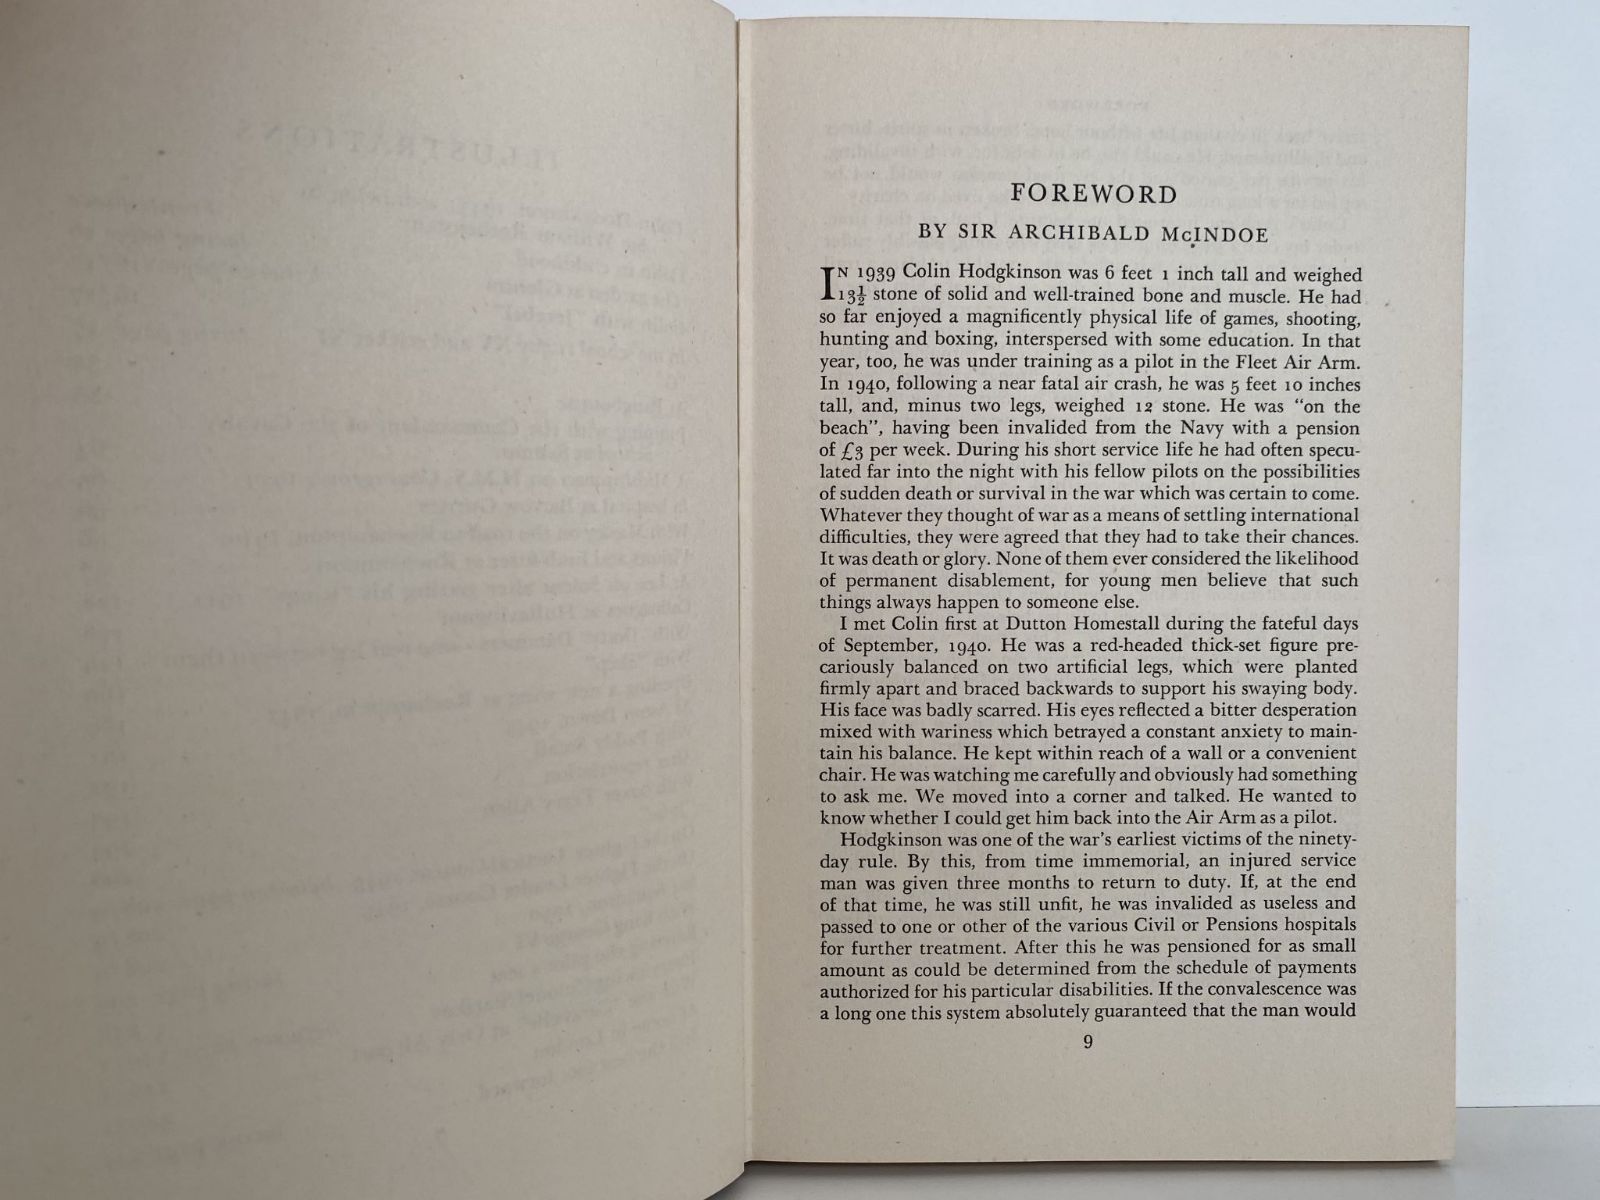 FOREWORD
BY SIR ARCHIBALD McINDOE
IN 1939 Colin Hodgkinson was 6 feet 1 inch tall and weighed
13½ stone of solid and well-trained bone and muscle. He had
so far enjoyed a magnificently physical life of games, shooting,
hunting and boxing, interspersed with some education. In that
year, too, he was under training as a pilot in the Fleet Air Arm.
In 1940, following a near fatal air crash, he was 5 feet 10 inches
tall, and, minus two legs, weighed 12 stone. He was "on the
beach", having been invalided from the Navy with a pension
of £3 per week. During his short service life he had often specu-
lated far into the night with his fellow pilots on the possibilities
of sudden death or survival in the war which was certain to come.
Whatever they thought of war as a means of settling international
difficulties, they were agreed that they had to take their chances.
It was death or glory. None of them ever considered the likelihood
of permanent disablement, for young men believe that such
things always happen to someone else.
I met Colin first at Dutton Homestall during the fateful days
of September, 1940. He was a red-headed thick-set figure pre-
cariously balanced on two artificial legs, which were planted
firmly apart and braced backwards to support his swaying body.
His face was badly scarred. His eyes reflected a bitter desperation
mixed with wariness which betrayed a constant anxiety to main-
tain his balance. He kept within reach of a wall or a convenient
chair. He was watching me carefully and obviously had something
to ask me. We moved into a corner and talked. He wanted to
know whether I could get him back into the Air Arm as a pilot.
Hodgkinson was one of the war's earliest victims of the ninety-
day rule. By this, from time immemorial, an injured service
man was given three months to return to duty. If, at the end
of that time, he was still unfit, he was invalided as useless and
passed to one or other of the various Civil or Pensions hospitals
for further treatment. After this he was pensioned for as small
amount as could be determined from the schedule of payments
authorized for his particular disabilities. If the convalescence was
a long one this system absolutely guaranteed that the man would
9